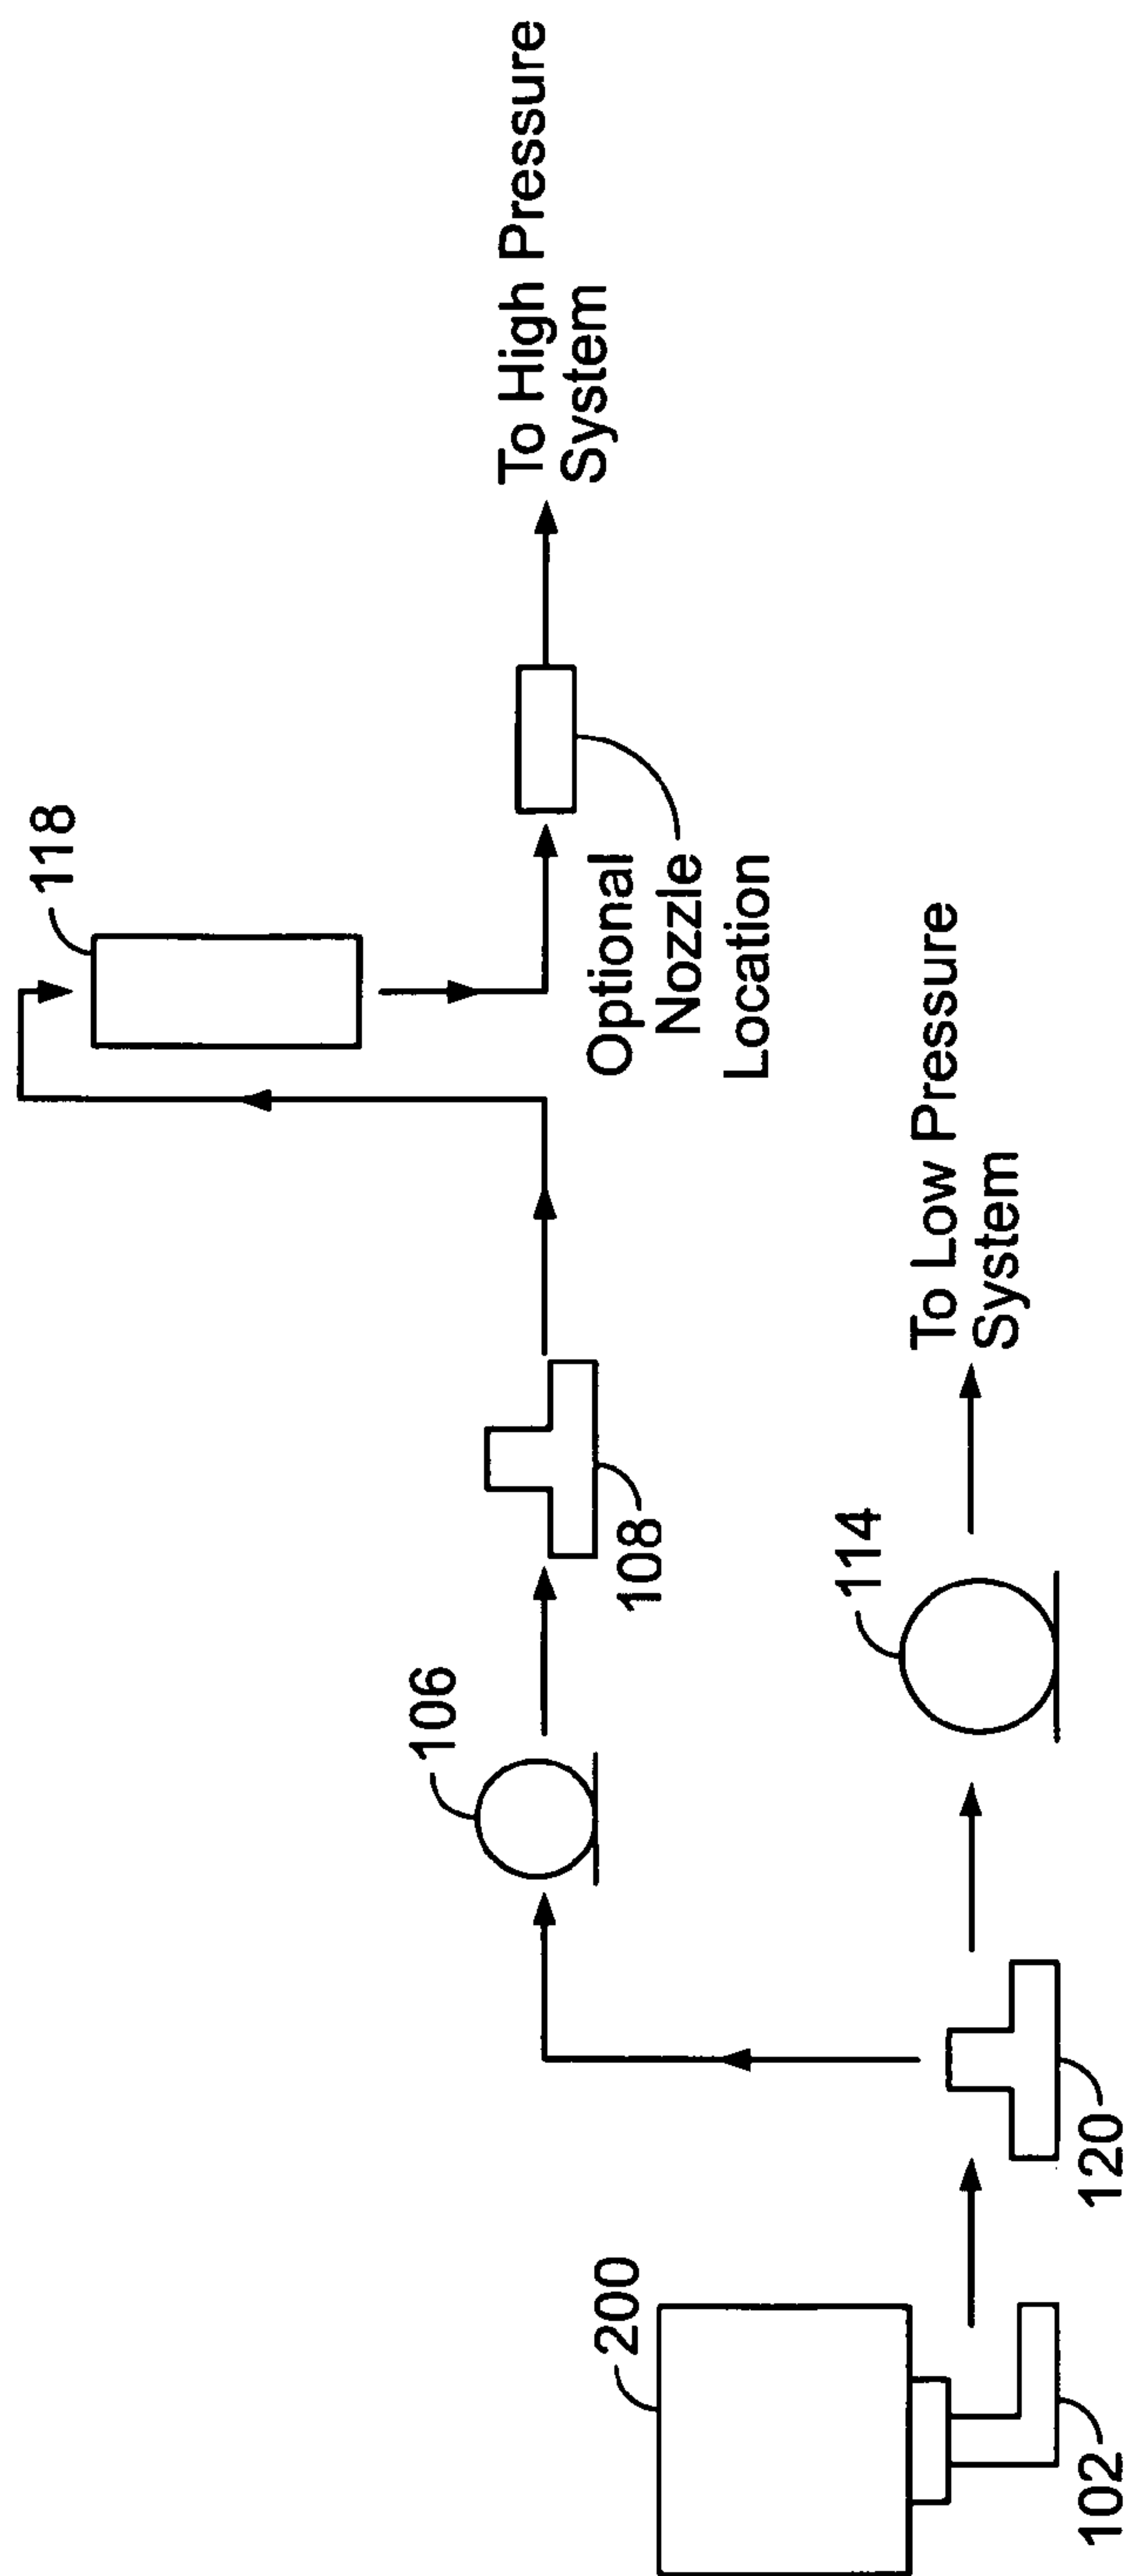 118
To High Pressure
System
106
108
Optional
Nozzle
Location
200
114
To Low Pressure
System
102
120